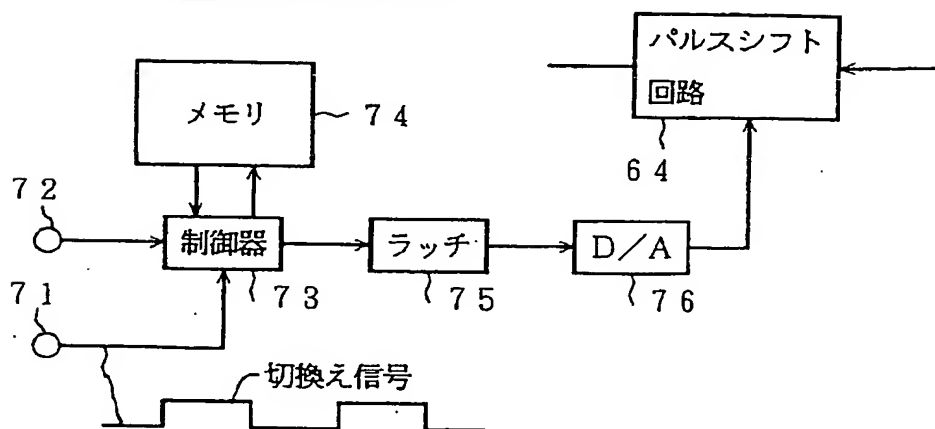 パルスシフト
回路
メモリ
７４
６４
７２
制御器
ラッチ
Ｄ／Ａ
７３
７５
７６
７１
切換え信号